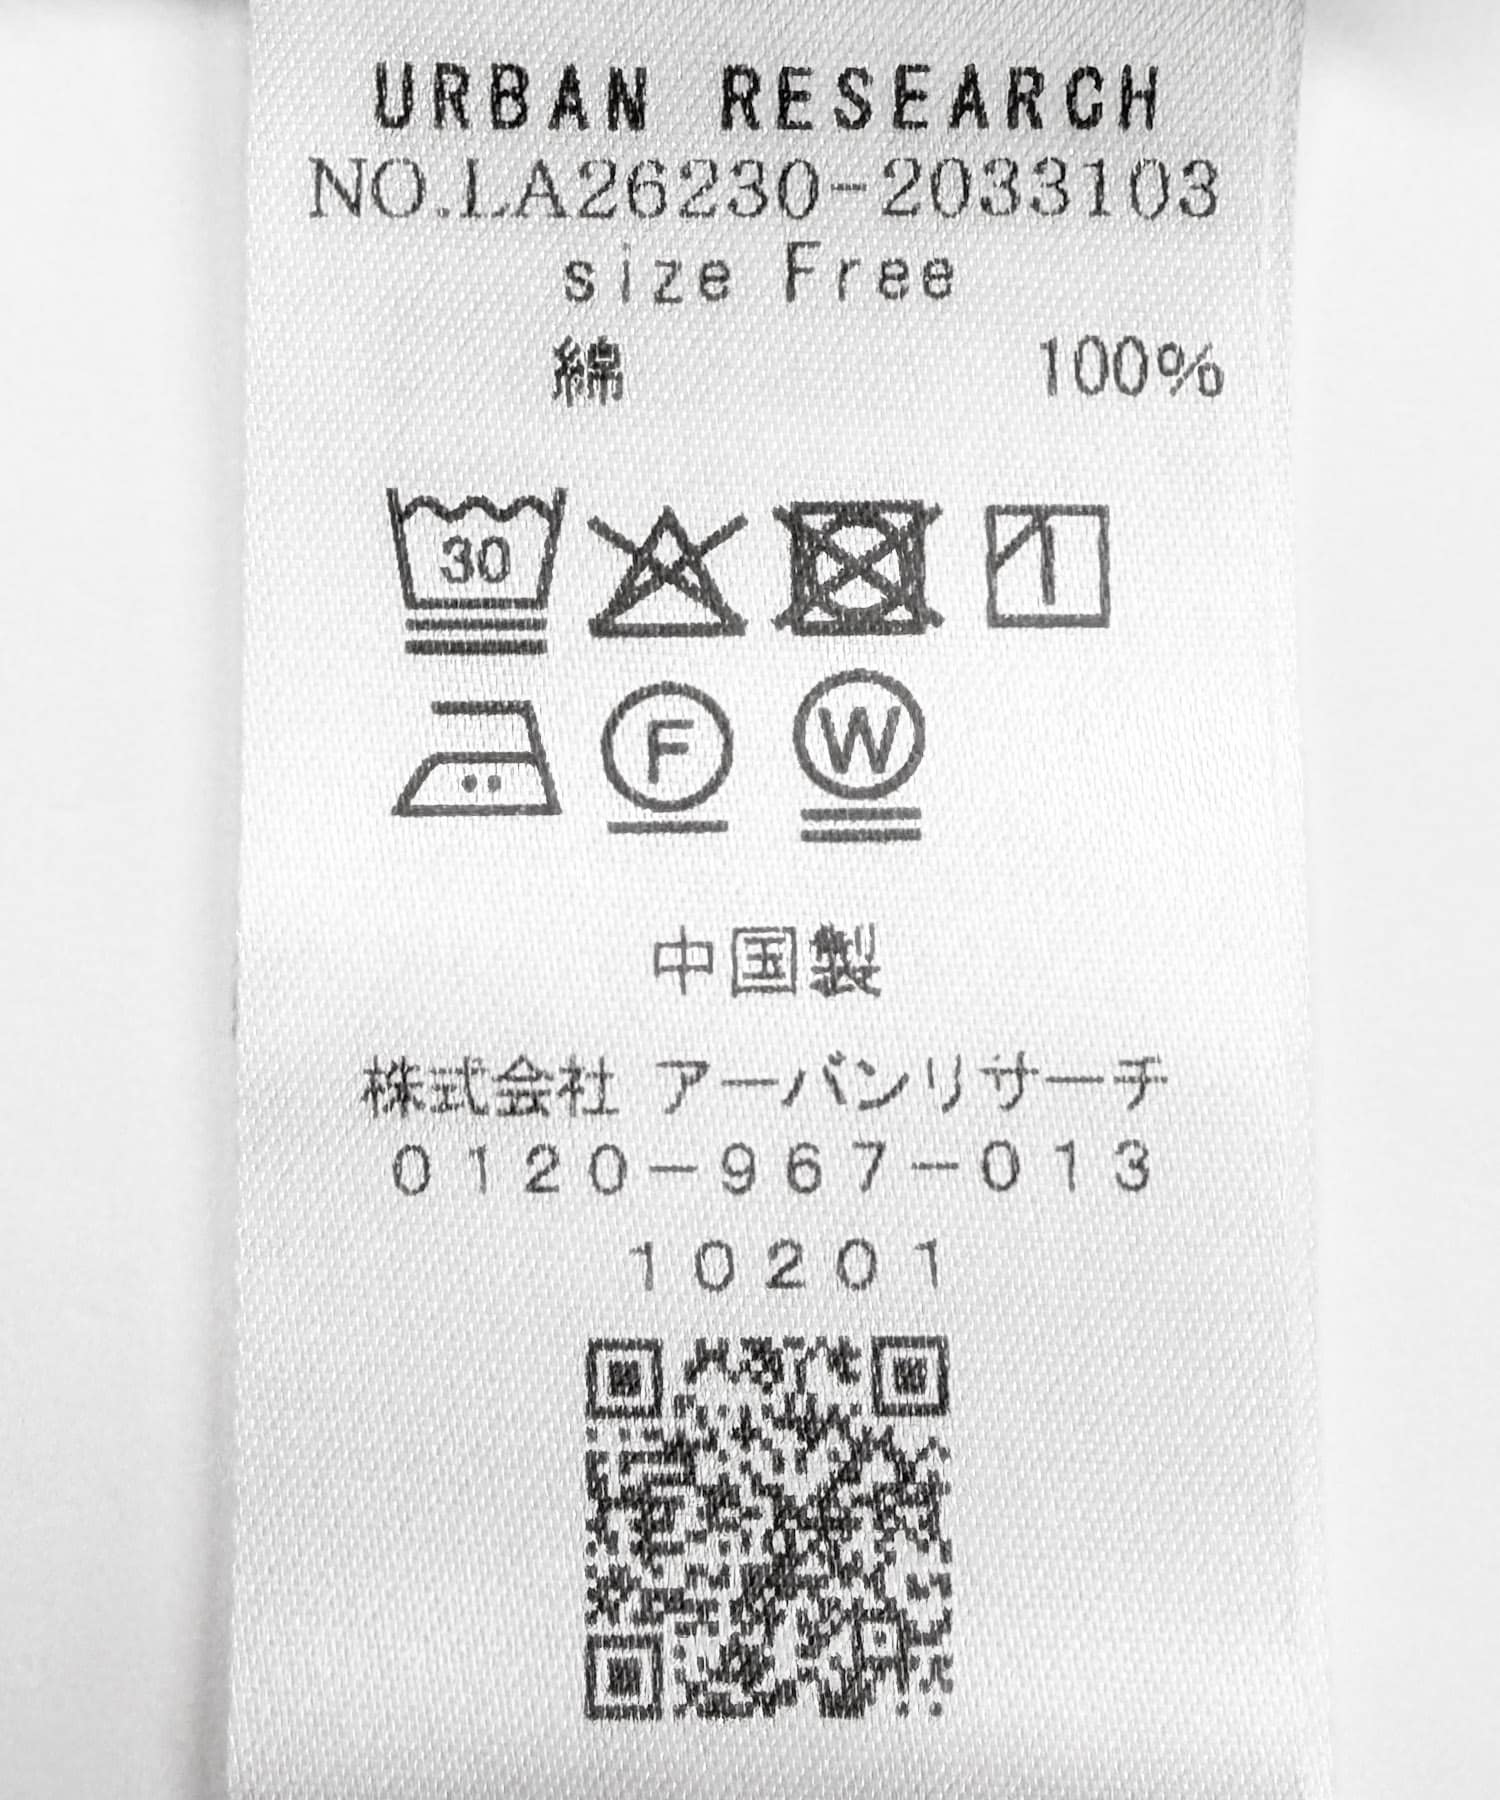 URBAN RESEARCH
NO.LA26230-2033103
size Free
綿 100%
30
F W
中国製
株式会社 アーバンリサーチ
0120-967-013
10201